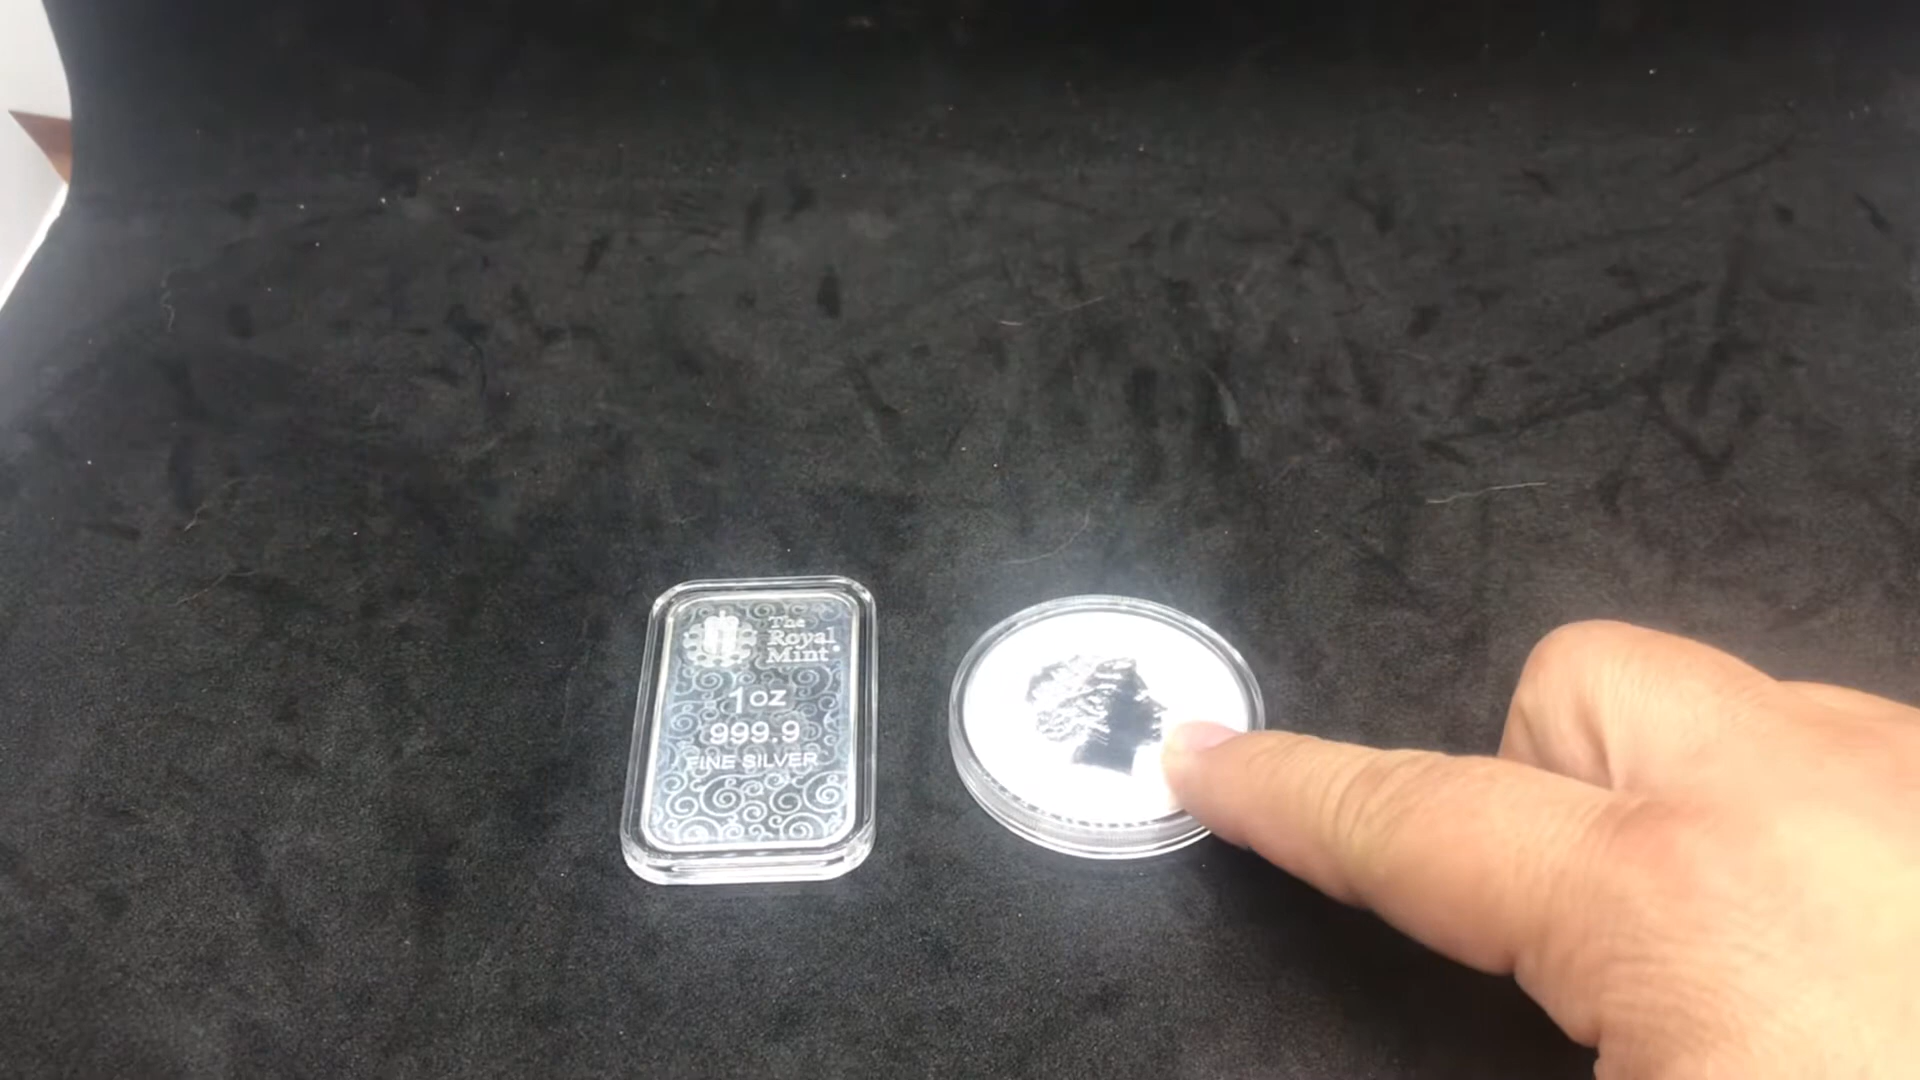 The
Royal
Mint
1oz
999.9
FINE SILVER